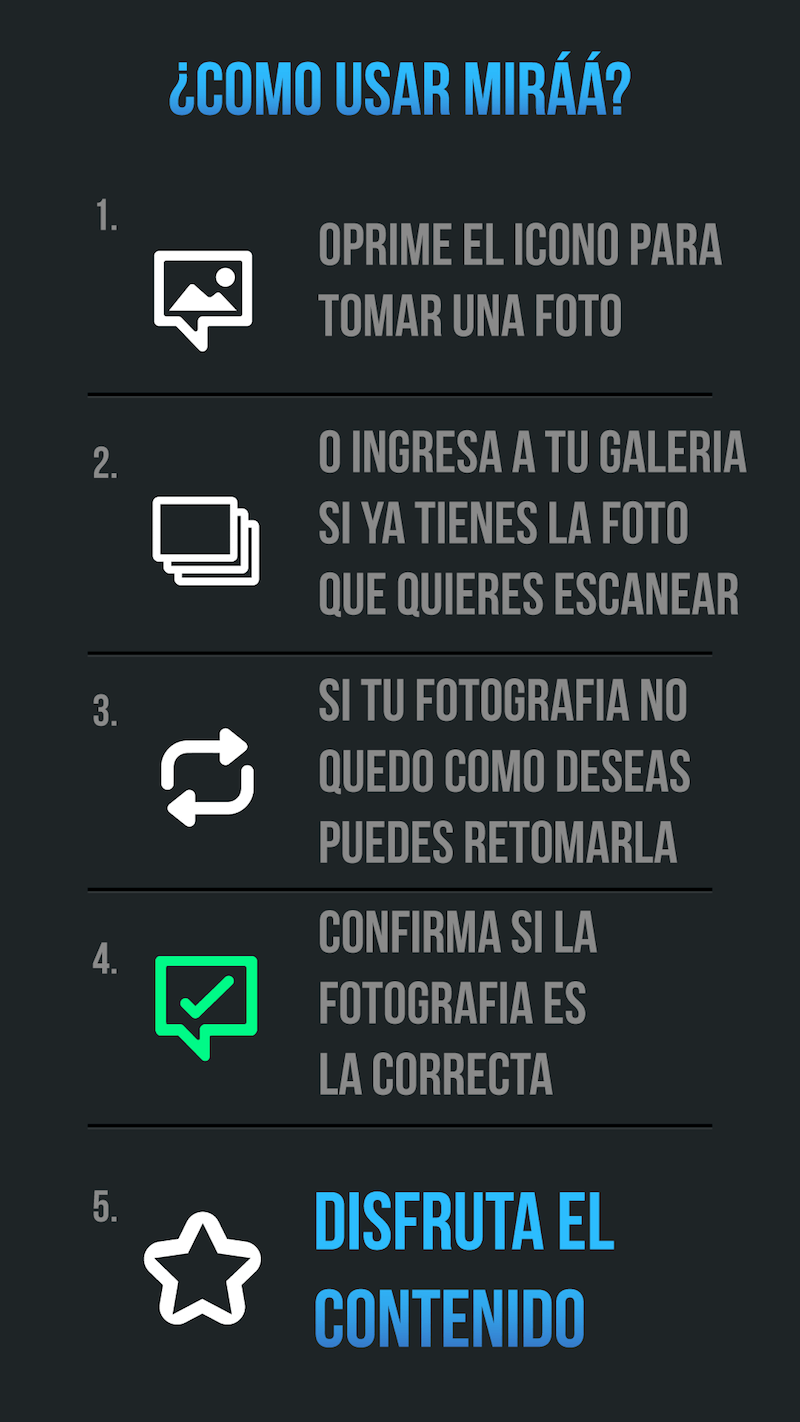 ¿COMO USAR MIRÁÁ?
1.
OPRIME EL ICONO PARA
TOMAR UNA FOTO
2.
O INGRESA A TU GALERIA
SI YA TIENES LA FOTO
QUE QUIERES ESCANEAR
3.
SI TU FOTOGRAFIA NO
QUEDO COMO DESEAS
PUEDES RETOMARLA
4.
CONFIRMA SI LA
FOTOGRAFIA ES
LA CORRECTA
5.
DISFRUTA EL
CONTENIDO